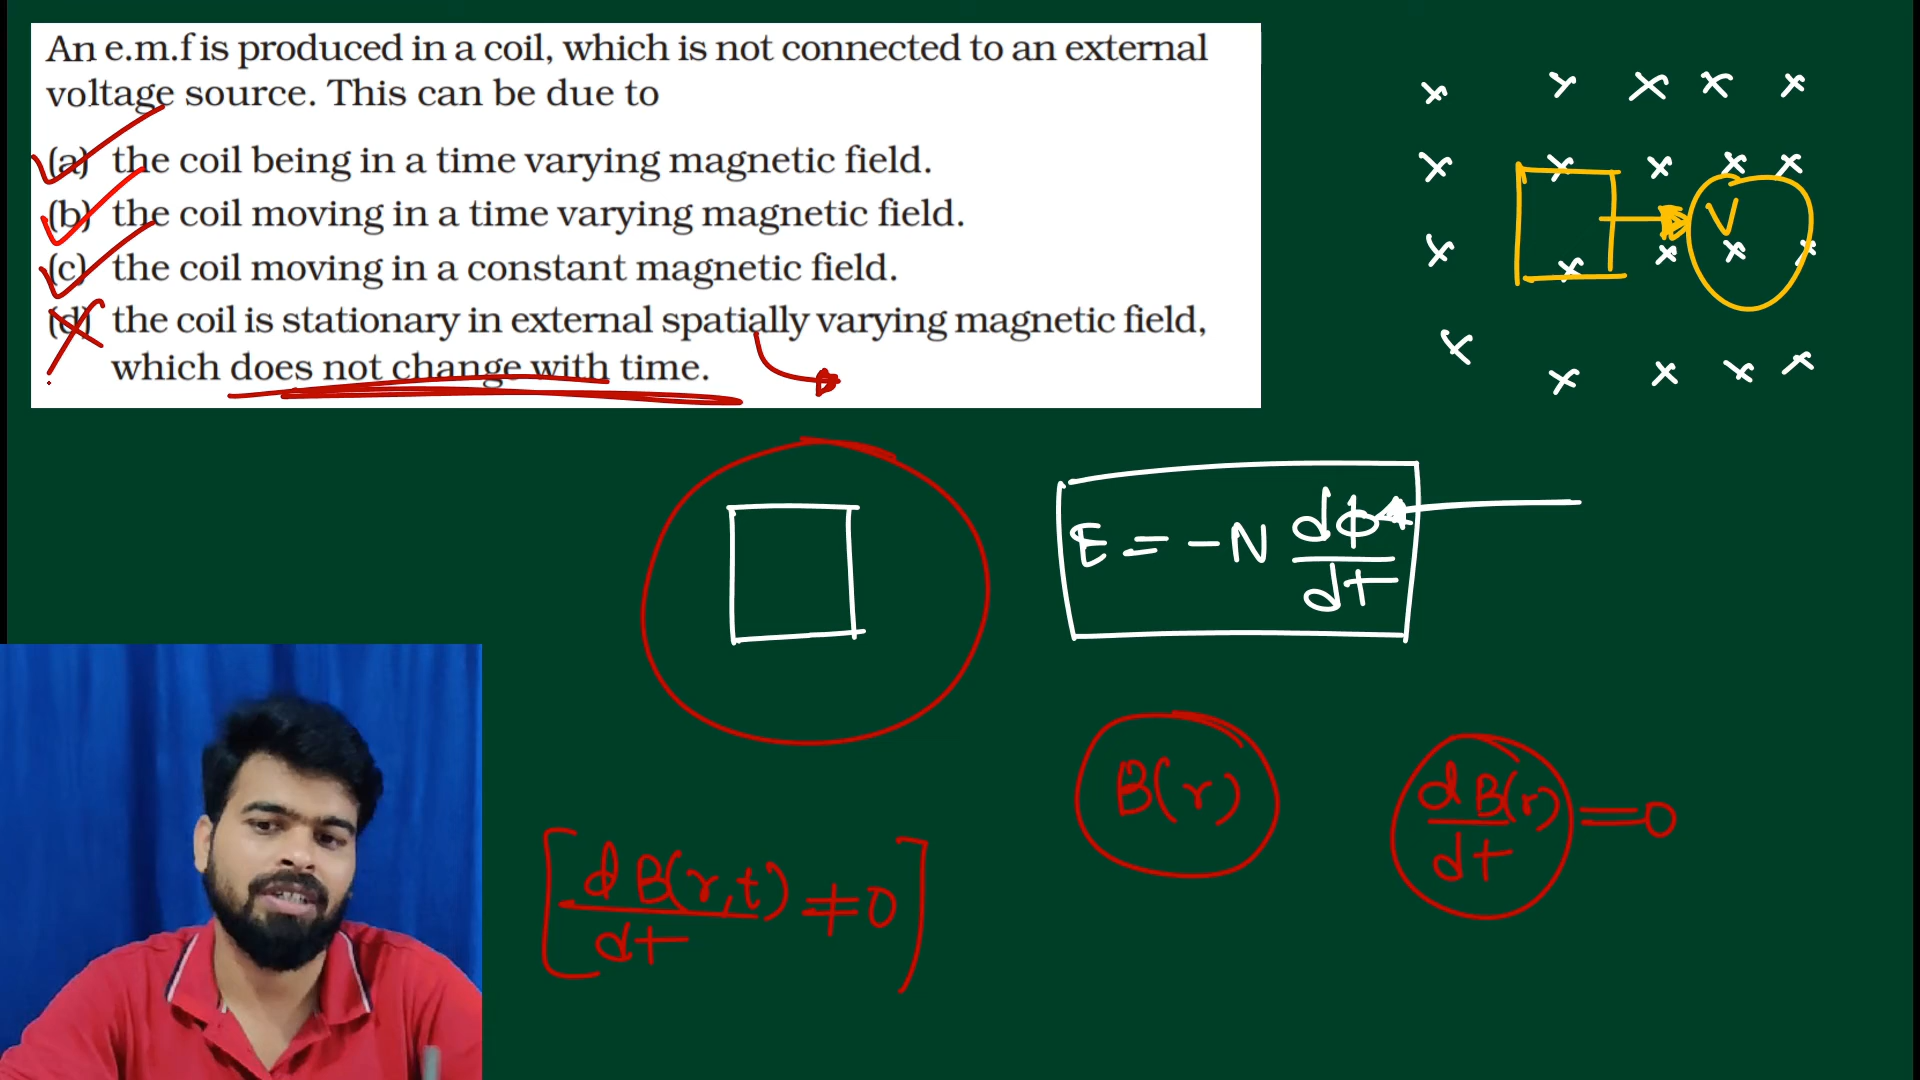 An e.m.f is produced in a coil, which is not connected to an external
voltage source. This can be due to
(a) the coil being in a time varying magnetic field.
(b) the coil moving in a time varying magnetic field.
(c) the coil moving in a constant magnetic field.
(d) the coil is stationary in external spatially varying magnetic field,
which does not change with time.
x x x x x
x x x x x
V
x x x x x
x x x x x
E = -N dϕ/dt
B(r)
dB(r)/dt = 0
[dB(r,t)/dt ≠ 0]